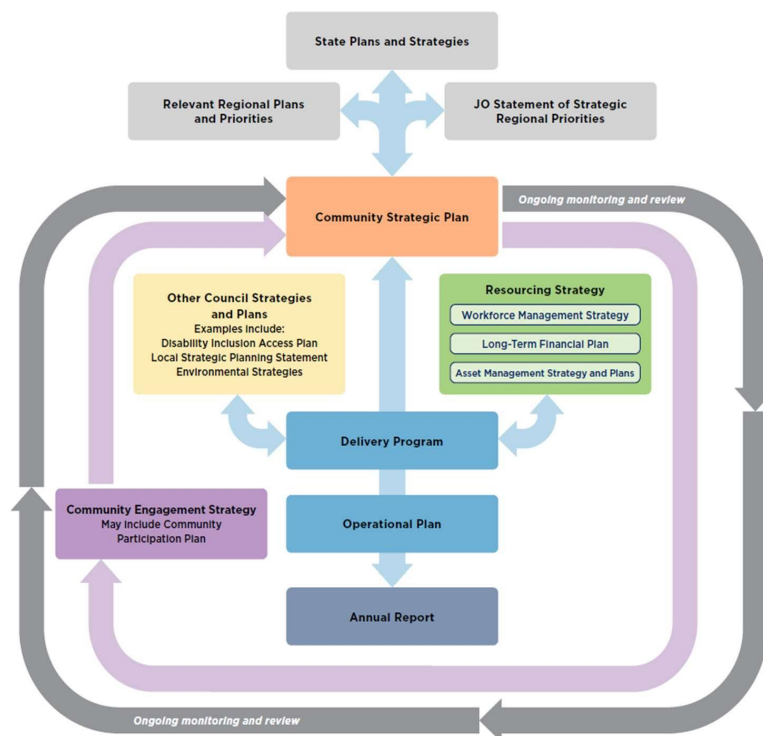 State Plans and Strategies
Relevant Regional Plans
and Priorities
JO Statement of Strategic
Regional Priorities
Community Strategic Plan
Ongoing monitoring and review
Other Council Strategies
and Plans
Examples include:
Disability Inclusion Access Plan
Local Strategic Planning Statement
Environmental Strategies
Resourcing Strategy
Workforce Management Strategy
Long-Term Financial Plan
Asset Management Strategy and Plans
Delivery Program
Community Engagement Strategy
May include Community
Participation Plan
Operational Plan
Annual Report
Ongoing monitoring and review